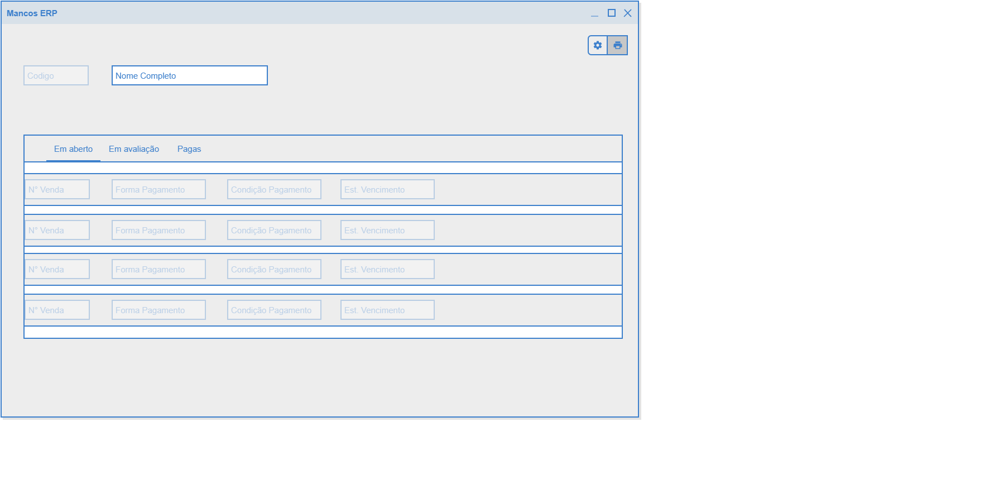 Mancos ERP
Codigo Nome Completo
Em aberto Em avaliação Pagas
N° Venda Forma Pagamento Condição Pagamento Est. Vencimento
N° Venda Forma Pagamento Condição Pagamento Est. Vencimento
N° Venda Forma Pagamento Condição Pagamento Est. Vencimento
N° Venda Forma Pagamento Condição Pagamento Est. Vencimento